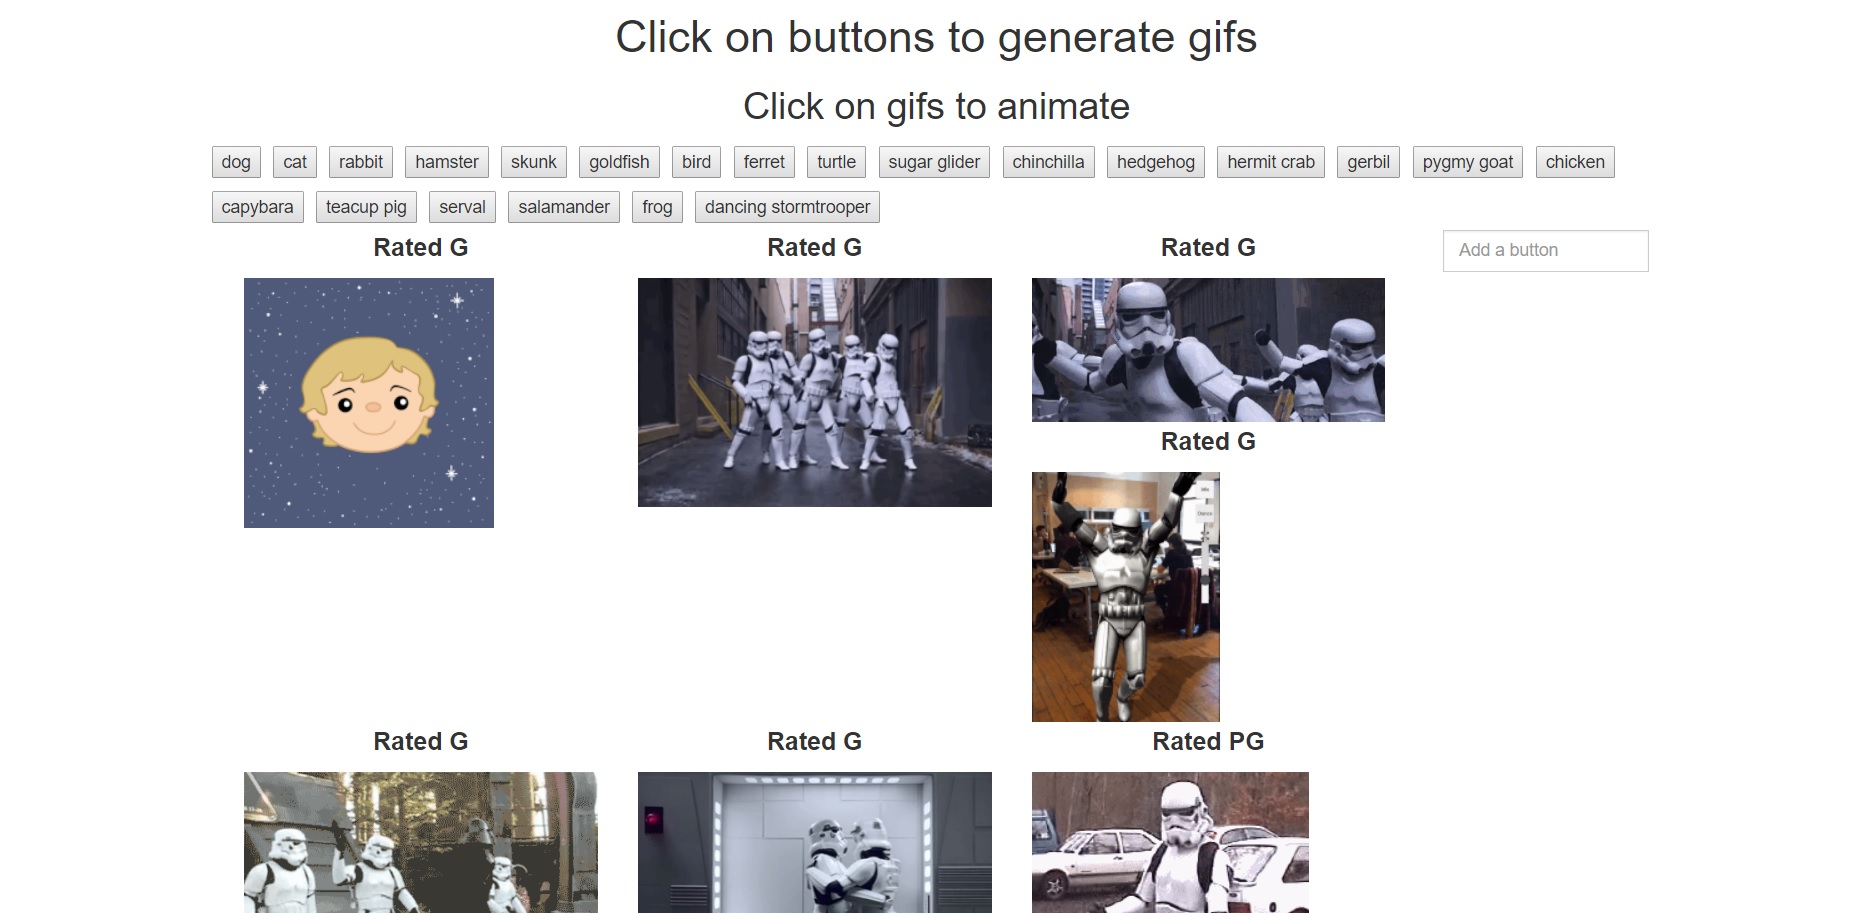 Click on buttons to generate gifs
Click on gifs to animate
dog cat rabbit hamster skunk goldfish bird ferret turtle sugar glider chinchilla hedgehog hermit crab gerbil pygmy goat chicken
capybara teacup pig serval salamander frog dancing stormtrooper
Rated G Rated G Rated G Add a button
Rated G
Dance
Rated G Rated G Rated PG